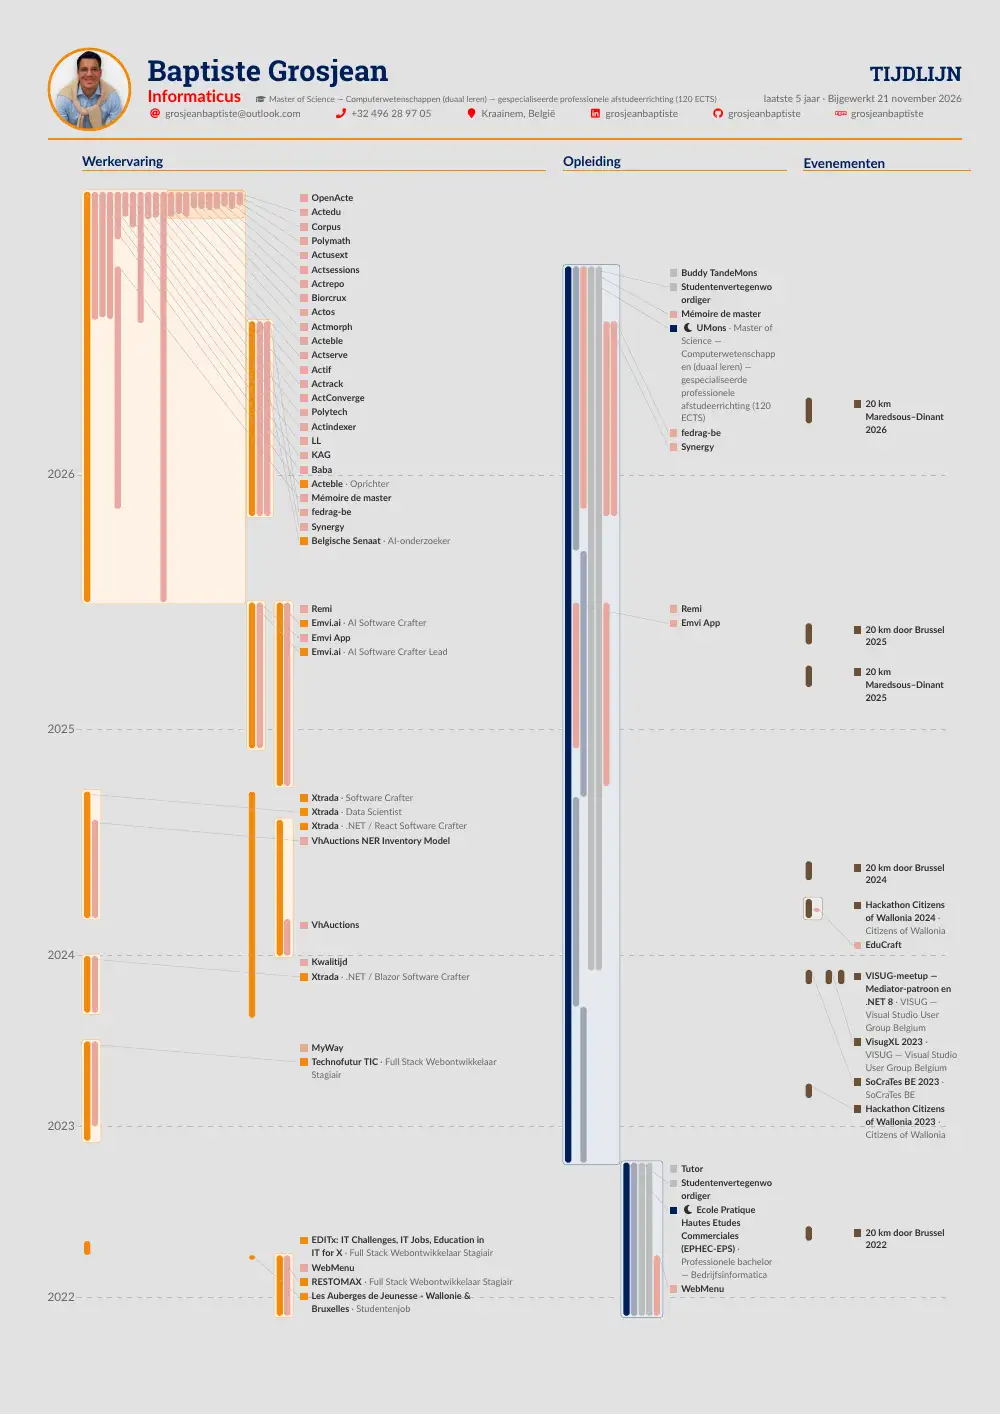 Baptiste Grosjean
TIJDLIJN
Informaticus
Master of Science — Computerwetenschappen (duaal leren) — gespecialiseerde professionele afstudeerrichting (120 ECTS)
laatste 5 jaar · Bijgewerkt 21 november 2026
grosjeanbaptiste@outlook.com
+32 496 28 97 05
Kraainem, België
grosjeanbaptiste
grosjeanbaptiste
grosjeanbaptiste
Werkervaring
OpenActe
Actedu
Corpus
Polymath
Actusext
Actsessions
Actrepo
Biorcrux
Actos
Actmorph
Acteble
Actserve
Actif
Actrack
ActConverge
Polytech
Actindexer
LL
KAG
Baba
2026
Acteble · Oprichter
Mémoire de master
fedrag-be
Synergy
Belgische Senaat · AI-onderzoeker
Remi
Emvi.ai · AI Software Crafter
Emvi App
Emvi.ai · AI Software Crafter Lead
2025
Xtrada · Software Crafter
Xtrada · Data Scientist
Xtrada · .NET / React Software Crafter
VhAuctions NER Inventory Model
VhAuctions
2024
Kwalitijd
Xtrada · .NET / Blazor Software Crafter
MyWay
Technofutur TIC · Full Stack Webontwikkelaar
Stagiair
2023
EDITx: IT Challenges, IT Jobs, Education in
IT for X · Full Stack Webontwikkelaar Stagiair
WebMenu
RESTOMAX · Full Stack Webontwikkelaar Stagiair
2022
Les Auberges de Jeunesse - Wallonie &
Bruxelles · Studentenjob
Opleiding
Buddy TandeMons
Studentenvertegenwo
ordiger
Mémoire de master
UMons · Master of
Science —
Computerwetenschapp
en (duaal leren) —
gespecialiseerde
professionele
afstudeerrichting (120
ECTS)
fedrag-be
Synergy
Remi
Emvi App
Tutor
Studentenvertegenwo
ordiger
Ecole Pratique
Hautes Etudes
Commerciales
(EPHEC-EPS) ·
Professionele bachelor
— Bedrijfsinformatica
WebMenu
Evenementen
20 km
Maredsous–Dinant
2026
20 km door Brussel
2025
20 km
Maredsous–Dinant
2025
20 km door Brussel
2024
Hackathon Citizens
of Wallonia 2024 ·
Citizens of Wallonia
EduCraft
VISUG-meetup —
Mediator-patroon en
.NET 8 · VISUG —
Visual Studio User
Group Belgium
VisugXL 2023 ·
VISUG — Visual Studio
User Group Belgium
SoCraTes BE 2023 ·
SoCraTes BE
Hackathon Citizens
of Wallonia 2023 ·
Citizens of Wallonia
20 km door Brussel
2022